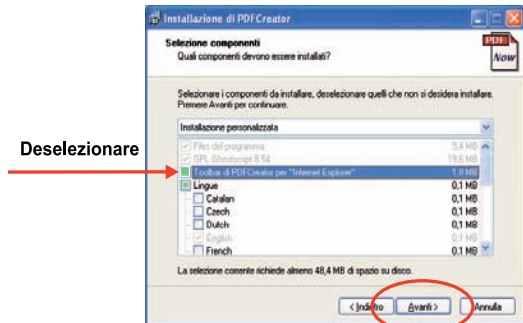 Installazione di PDFCreator
Selezione componenti
Quali componenti devono essere installati?
PDF
Now
Selezionare i componenti da installare, deselezionare quelli che non si desidera installare.
Premere Avanti per continuare.
Installazione personalizzata
Deselezionare
Files del programma 9,4 MB
GPL Ghostscript 8.54 19,6 MB
Toolbar di PDFCreator per "Internet Explorer" 1,8 MB
Lingue 0,1 MB
Catalan 0,1 MB
Czech 0,1 MB
Dutch 0,1 MB
English 0,1 MB
French 0,1 MB
La selezione corrente richiede almeno 48,4 MB di spazio su disco.
< Indietro Avanti > Annulla